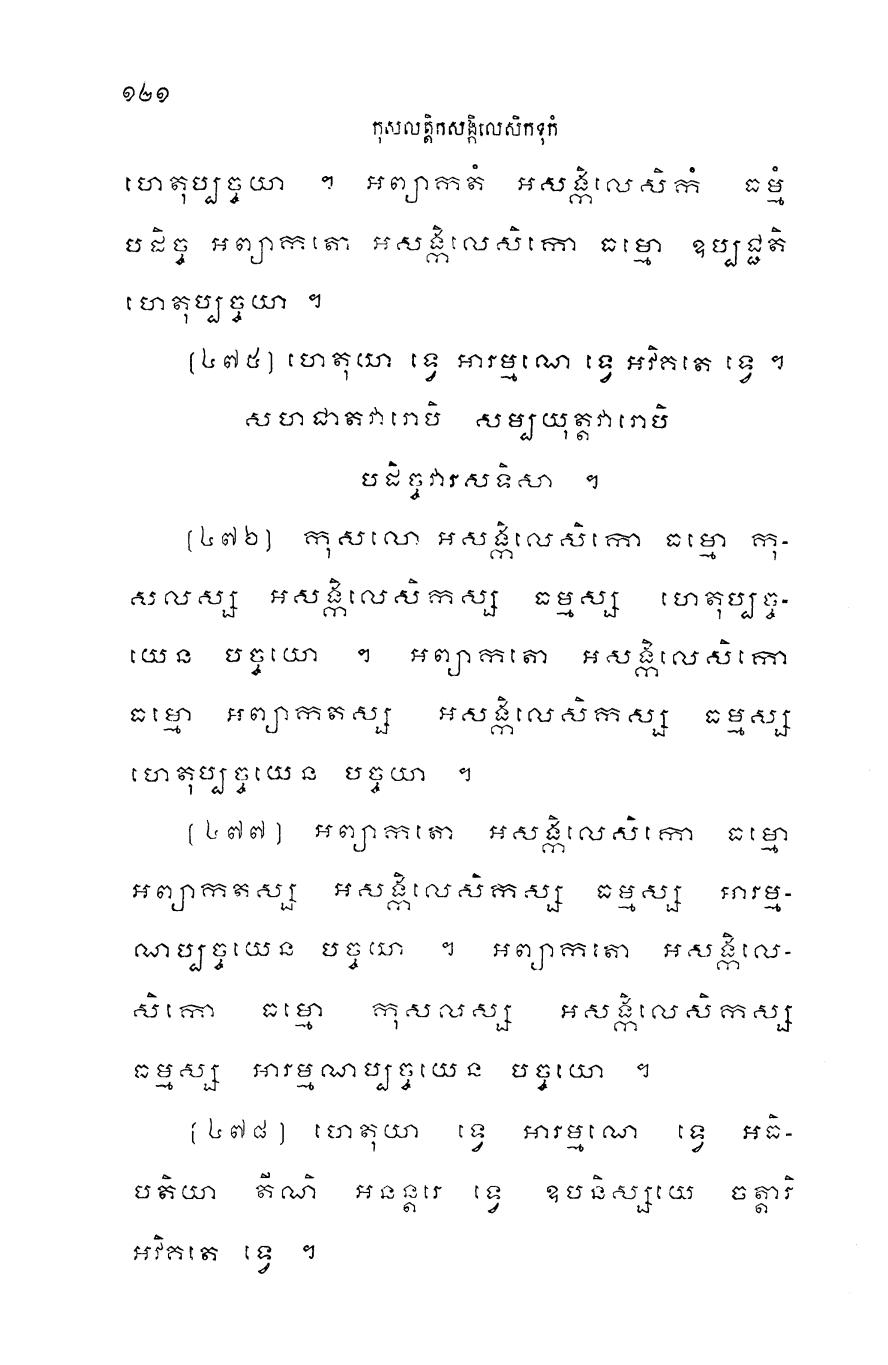 ១២១
កុសលត្តិកសង្កិលេសិកទុកំ
ហេតុប្បច្ចយា ។ អព្យាកតំ អសង្កិលេសិកំ ធម្មំ
បដិច្ច អព្យាកតោ អសង្កិលេសិកោ ធម្មោ ឧប្បជ្ជតិ
ហេតុប្បច្ចយា ។
(៤៧៥) ហេតុយា ទ្វេ អារម្មណេ ទ្វេ អវិគតេ ទ្វេ ។
សហជាតវារោបិ សម្បយុត្តវារោបិ
បដិច្ចវារសទិសា ។
(៤៧៦) កុសលោ អសង្កិលេសិកោ ធម្មោ កុ-
សលស្ស អសង្កិលេសិកស្ស ធម្មស្ស ហេតុប្បច្ច-
យេន បច្ចយោ ។ អព្យាកតោ អសង្កិលេសិកោ
ធម្មោ អព្យាកតស្ស អសង្កិលេសិកស្ស ធម្មស្ស
ហេតុប្បច្ចយេន បច្ចយា ។
(៤៧៧) អព្យាកតោ អសង្កិលេសិកោ ធម្មោ
អព្យាកតស្ស អសង្កិលេសិកស្ស ធម្មស្ស អារម្ម-
ណប្បច្ចយេន បច្ចយោ ។ អព្យាកតោ អសង្កិលេ-
សិកោ ធម្មោ កុសលស្ស អសង្កិលេសិកស្ស
ធម្មស្ស អារម្មណប្បច្ចយេន បច្ចយោ ។
(៤៧៨) ហេតុយា ទ្វេ អារម្មណេ ទ្វេ អធិ-
បតិយា តីណិ អនន្តរេ ទ្វេ ឧបនិស្សយេ ចត្តារិ
អវិគតេ ទ្វេ ។